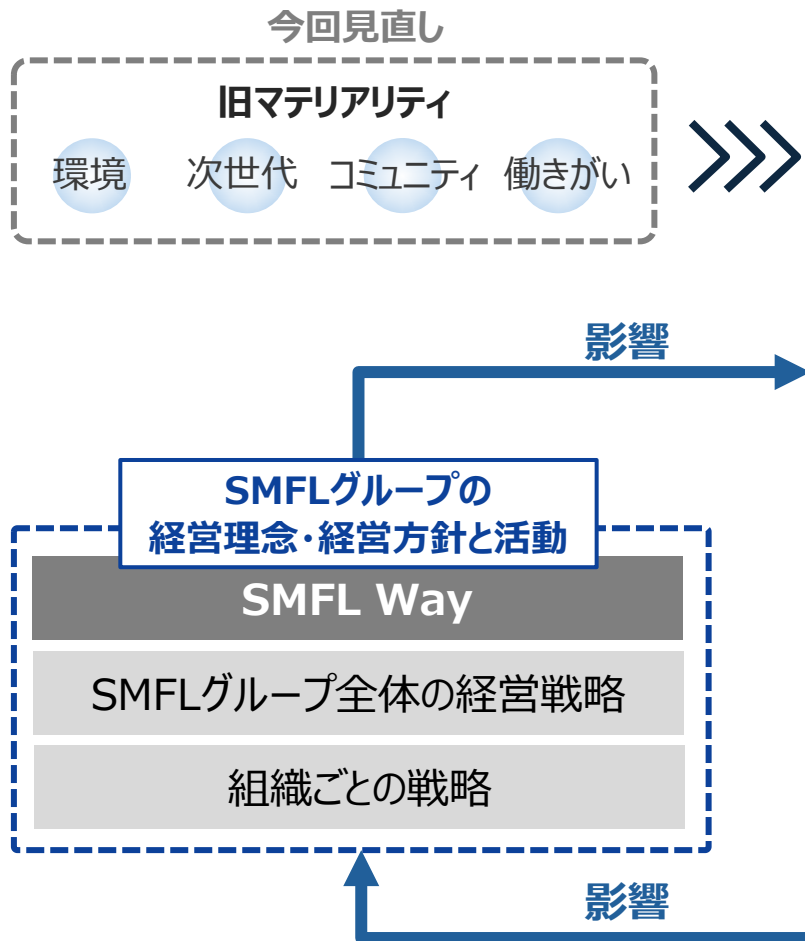 今回見直し
旧マテリアリティ
環境 次世代 コミュニティ 働きがい
影響
SMFLグループの
経営理念・経営方針と活動
SMFL Way
SMFLグループ全体の経営戦略
組織ごとの戦略
影響